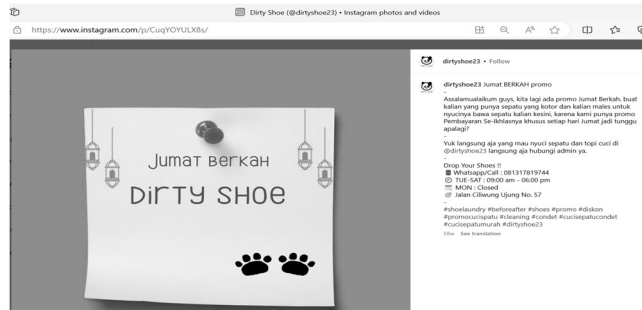 Dirty Shoe (@dirtyshoe23) • Instagram photos and videos
https://www.instagram.com/p/CuqYOYULX8s/
Jumat BERKAH
DIRTY SHOE
dirtyshoe23 • Follow
dirtyshoe23 Jumat BERKAH promo
-
Assalamualaikum guys, kita lagi ada promo Jumat Berkah. buat
kalian yang punya sepatu yang kotor dan kalian males untuk
nyucinya bawa sepatu kalian kesini, karena kami punya promo
Pembayaran Se-Ikhlasnya khusus setiap hari Jumat jadi tunggu
apalagi?
-
Yuk langsung aja yang mau nyuci sepatu dan topi cuci di
@dirtyshoe23 langsung aja hubungi admin ya.
-
Drop Your Shoes !!
Whatsapp/Call : 081317819744
TUE-SAT : 09:00 am - 06:00 pm
MON : Closed
Jalan Ciliwung Ujung No. 57
-
#shoelaundry #beforeafter #shoes #promo #diskon
#promocucispatu #cleaning #condet #cucisepatucondet
#cucisepatumurah #dirtyshoe23
58w See translation